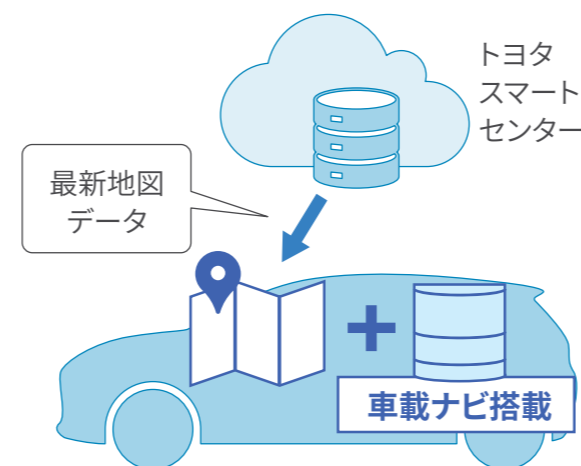 トヨタ
スマート
センター
最新地図
データ
車載ナビ搭載